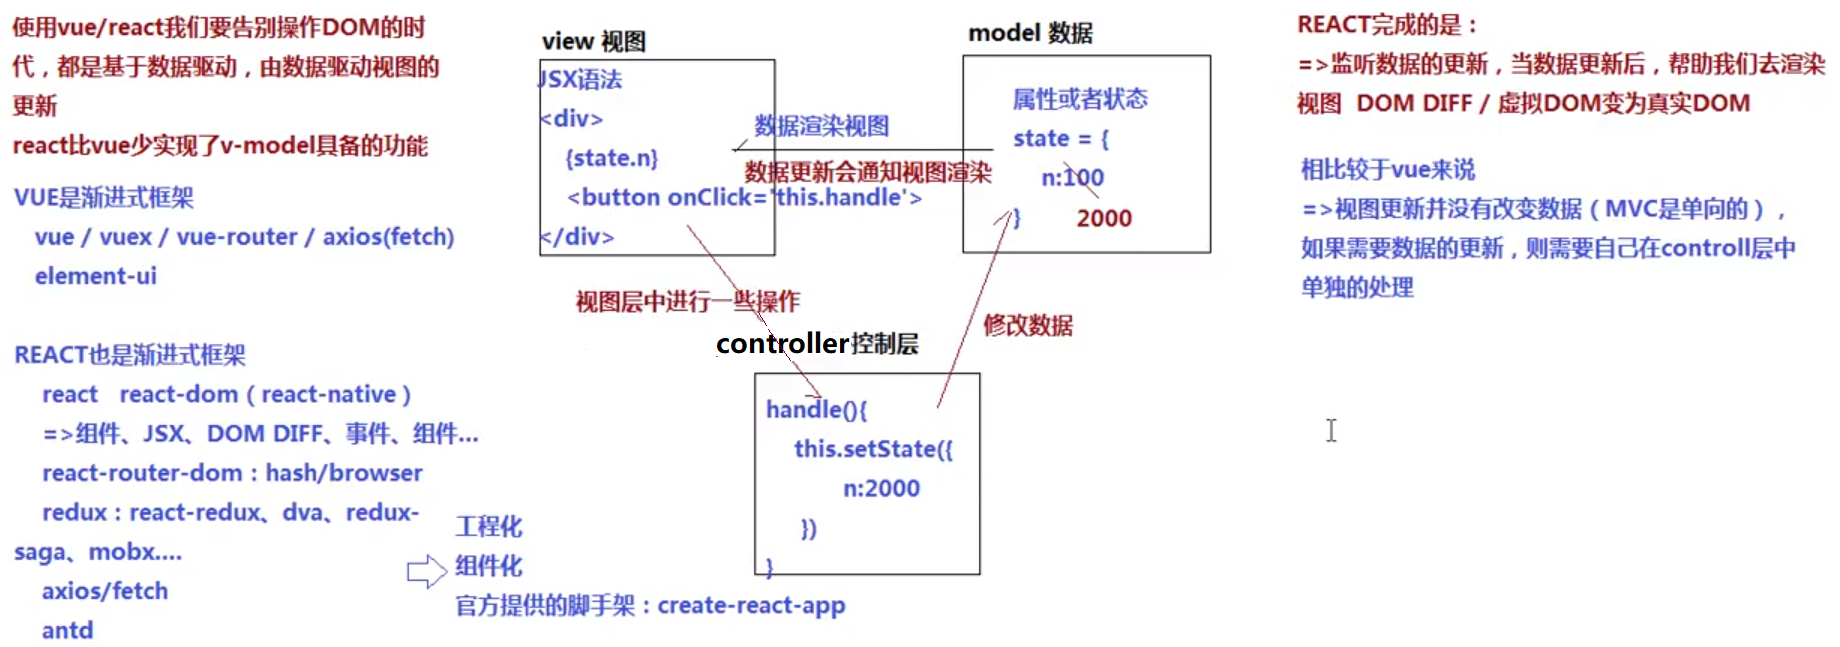 使用vue/react我们要告别操作DOM的时
代，都是基于数据驱动，由数据驱动视图的
更新
react比vue少实现了v-model具备的功能
VUE是渐进式框架
vue / vuex / vue-router / axios(fetch)
element-ui
REACT也是渐进式框架
react react-dom（react-native）
=>组件、JSX、DOM DIFF、事件、组件...
react-router-dom：hash/browser
redux：react-redux、dva、redux-
saga、mobx....
axios/fetch
antd
工程化
组件化
官方提供的脚手架：create-react-app
view 视图
JSX语法
<div>
{state.n}
<button onClick='this.handle'>
</div>
数据渲染视图
数据更新会通知视图渲染
model 数据
属性或者状态
state = {
n:100
2000
}
视图层中进行一些操作
修改数据
controller控制层
handle(){
this.setState({
n:2000
})
}
REACT完成的是：
=>监听数据的更新，当数据更新后，帮助我们去渲染
视图 DOM DIFF / 虚拟DOM变为真实DOM
相比较于vue来说
=>视图更新并没有改变数据（MVC是单向的），
如果需要数据的更新，则需要自己在controll层中
单独的处理